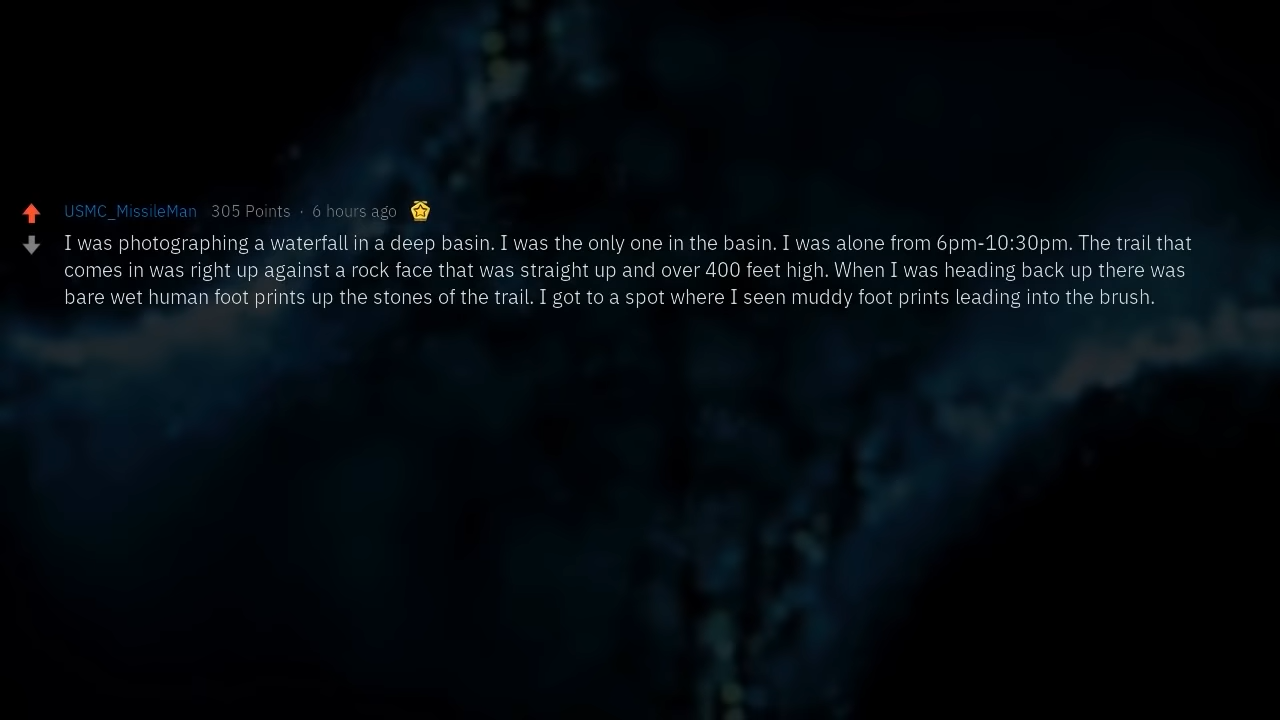 USMC_MissileMan 305 Points · 6 hours ago
I was photographing a waterfall in a deep basin. I was the only one in the basin. I was alone from 6pm-10:30pm. The trail that
comes in was right up against a rock face that was straight up and over 400 feet high. When I was heading back up there was
bare wet human foot prints up the stones of the trail. I got to a spot where I seen muddy foot prints leading into the brush.